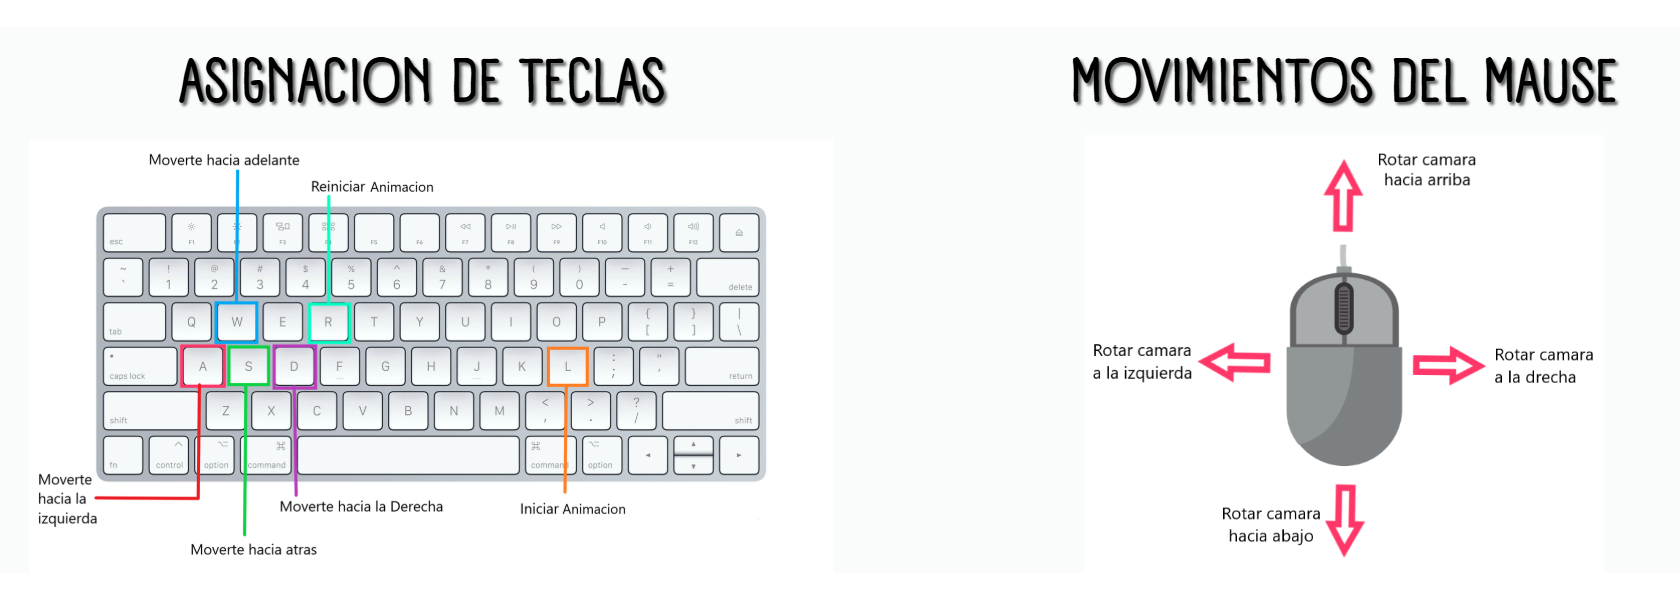 ASIGNACION DE TECLAS
MOVIMIENTOS DEL MAUSE
Moverte hacia adelante
Reiniciar Animacion
esc F1 F2 F3 F4 F5 F6 F7 F8 F9 F10 F11 F12
~ ! @ # $ % ^ & * ( ) — +
` 1 2 3 4 5 6 7 8 9 0 - = delete
tab Q W E R T Y U I O P { [ } ] | \
caps lock A S D F G H J K L : ; " ' return
shift Z X C V B N M < , > . ? / shift
fn control option command command option
Moverte
hacia la
izquierda
Moverte hacia la Derecha
Iniciar Animacion
Moverte hacia atras
Rotar camara
hacia arriba
Rotar camara
a la izquierda
Rotar camara
a la drecha
Rotar camara
hacia abajo